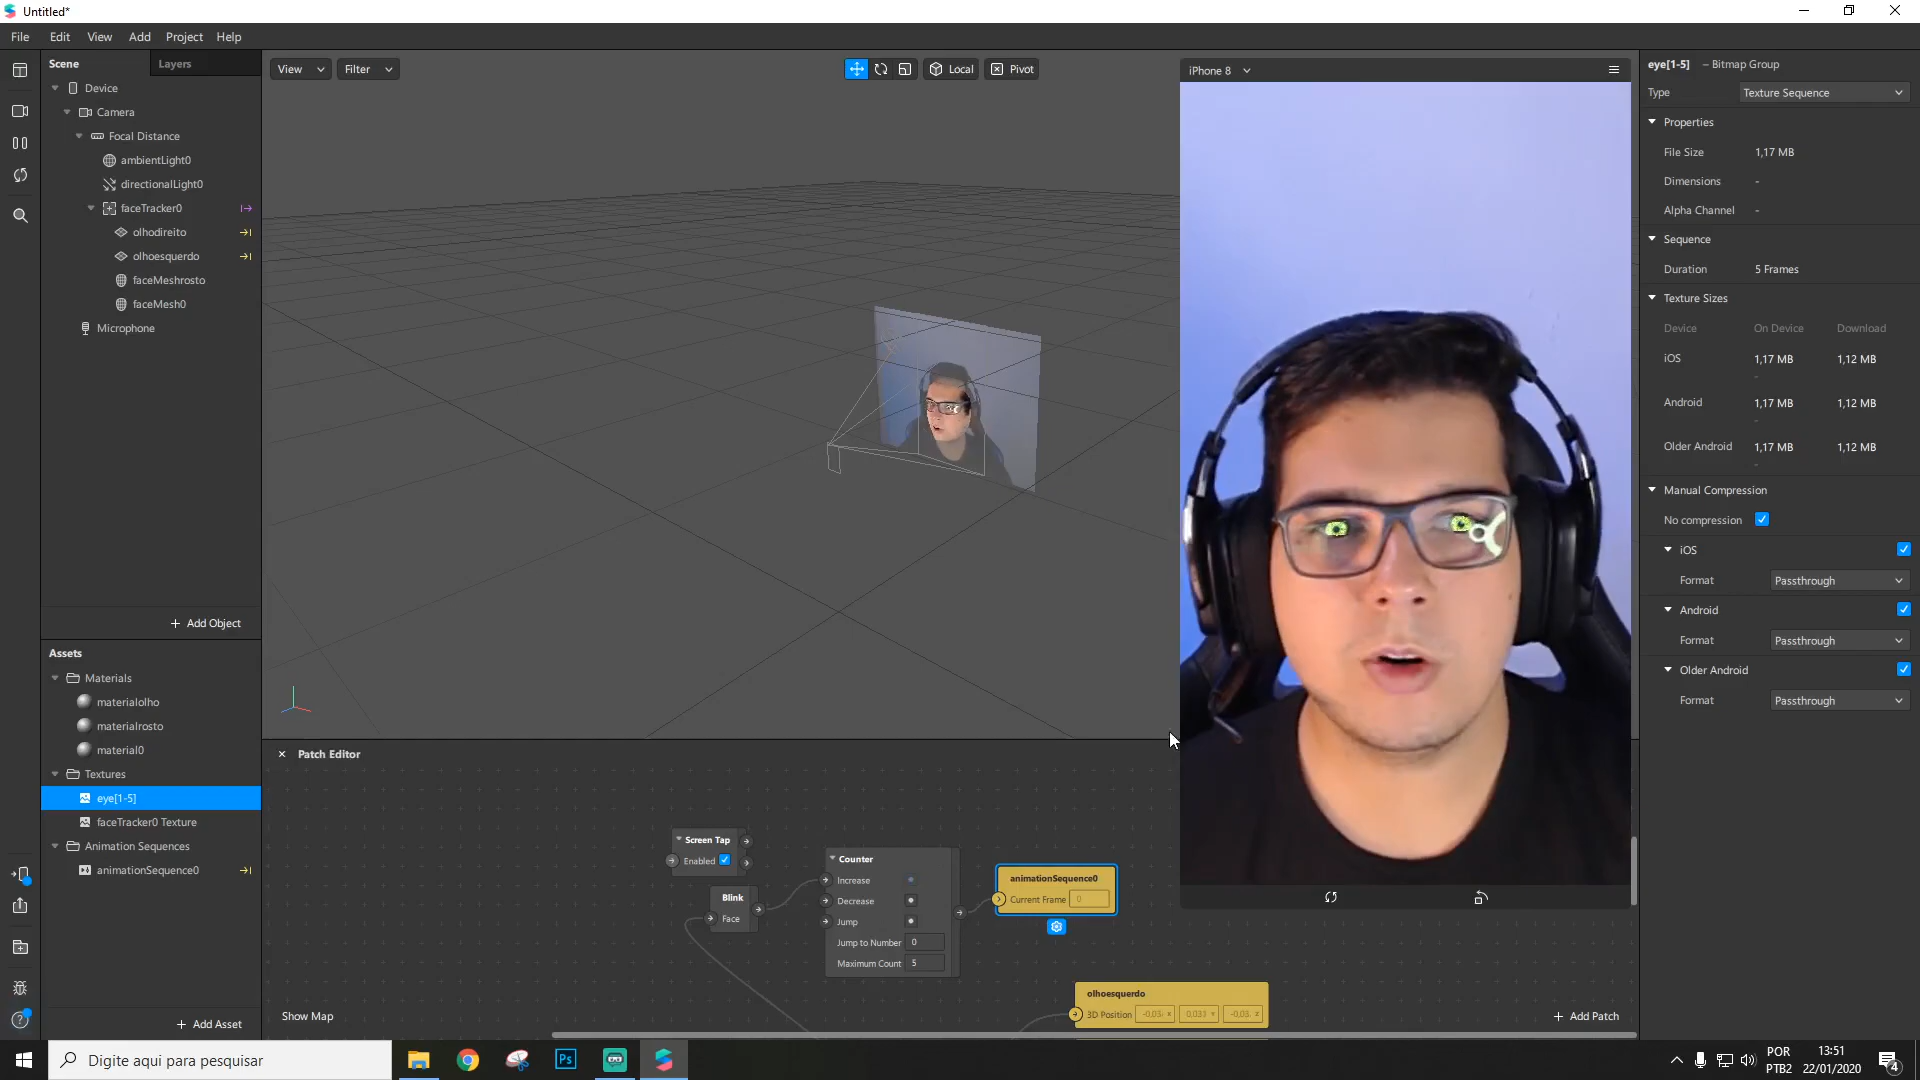 Untitled*
File Edit View Add Project Help
Scene Layers
Device
Camera
Focal Distance
ambientLight0
directionalLight0
faceTracker0
olhodireito
olhoesquerdo
faceMeshrosto
faceMesh0
Microphone
+ Add Object
Assets
Materials
materialolho
materialrosto
material0
Textures
eye[1-5]
faceTracker0 Texture
Animation Sequences
animationSequence0
+ Add Asset
View Filter Local Pivot
iPhone 8
Patch Editor
Screen Tap
Enabled
Blink
Face
Counter
Increase
Decrease
Jump
Jump to Number 0
Maximum Count 5
animationSequence0
Current Frame 0
olhoesquerdo
3D Position 0,031
Show Map
+ Add Patch
eye[1-5] – Bitmap Group
Type Texture Sequence
Properties
File Size 1,17 MB
Dimensions -
Alpha Channel -
Sequence
Duration 5 Frames
Texture Sizes
Device On Device Download
iOS 1,17 MB 1,12 MB
-
Android 1,17 MB 1,12 MB
-
Older Android 1,17 MB 1,12 MB
-
Manual Compression
No compression
iOS
Format Passthrough
Android
Format Passthrough
Older Android
Format Passthrough
Digite aqui para pesquisar
Ps
POR
PTB2
13:51
22/01/2020
4